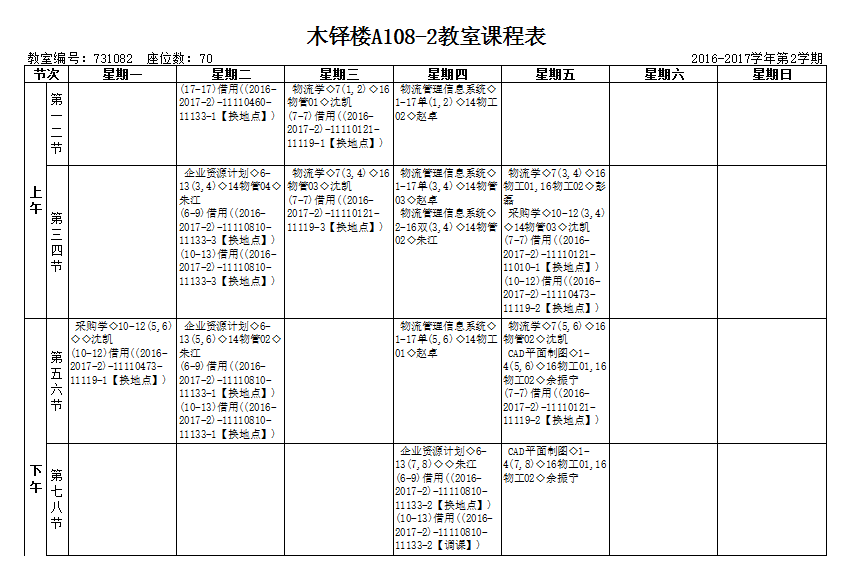 木铎楼A108-2教室课程表
教室编号：731082  座位数：70
2016-2017学年第2学期
节次 星期一 星期二 星期三 星期四 星期五 星期六 星期日
上午
第一二节
(17-17)借用((2016-
2017-2)-11110460-
11133-1【换地点】)
物流学◇7(1,2)◇16
物管01◇沈凯
(7-7)借用((2016-
2017-2)-11110121-
11119-1【换地点】)
物流管理信息系统◇
1-17单(1,2)◇14物工
02◇赵卓
第三四节
企业资源计划◇6-
13(3,4)◇14物管04◇
朱江
(6-9)借用((2016-
2017-2)-11110810-
11133-3【换地点】)
(10-13)借用((2016-
2017-2)-11110810-
11133-3【换地点】)
物流学◇7(3,4)◇16
物管03◇沈凯
(7-7)借用((2016-
2017-2)-11110121-
11119-3【换地点】)
物流管理信息系统◇
1-17单(3,4)◇14物管
03◇赵卓
物流管理信息系统◇
2-16双(3,4)◇14物管
02◇朱江
物流学◇7(3,4)◇16
物工01,16物工02◇彭
磊
采购学◇10-12(3,4)
◇14物管03◇沈凯
(7-7)借用((2016-
2017-2)-11110121-
11010-1【换地点】)
(10-12)借用((2016-
2017-2)-11110473-
11119-2【换地点】)
下午
第五六节
采购学◇10-12(5,6)
◇◇沈凯
(10-12)借用((2016-
2017-2)-11110473-
11119-1【换地点】)
企业资源计划◇6-
13(5,6)◇14物管02◇
朱江
(6-9)借用((2016-
2017-2)-11110810-
11133-1【换地点】)
(10-13)借用((2016-
2017-2)-11110810-
11133-1【换地点】)
物流管理信息系统◇
1-17单(5,6)◇14物工
01◇赵卓
物流学◇7(5,6)◇16
物管02◇沈凯
CAD平面制图◇1-
4(5,6)◇16物工01,16
物工02◇余振宁
(7-7)借用((2016-
2017-2)-11110121-
11119-2【换地点】)
第七八节
企业资源计划◇6-
13(7,8)◇◇朱江
(6-9)借用((2016-
2017-2)-11110810-
11133-2【换地点】)
(10-13)借用((2016-
2017-2)-11110810-
11133-2【调课】)
CAD平面制图◇1-
4(7,8)◇16物工01,16
物工02◇余振宁